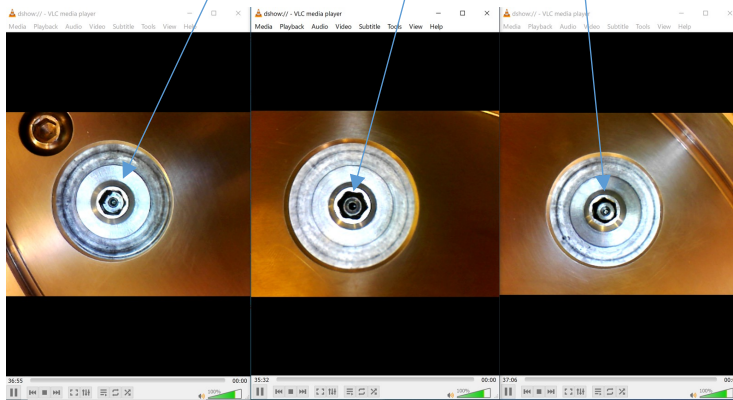 dshow:// - VLC media player
Media Playback Audio Video Subtitle Tools View Help
36:55 00:00
100%
dshow:// - VLC media player
Media Playback Audio Video Subtitle Tools View Help
35:32 00:00
100%
dshow:// - VLC media player
Media Playback Audio Video Subtitle Tools View Help
37:06
100%